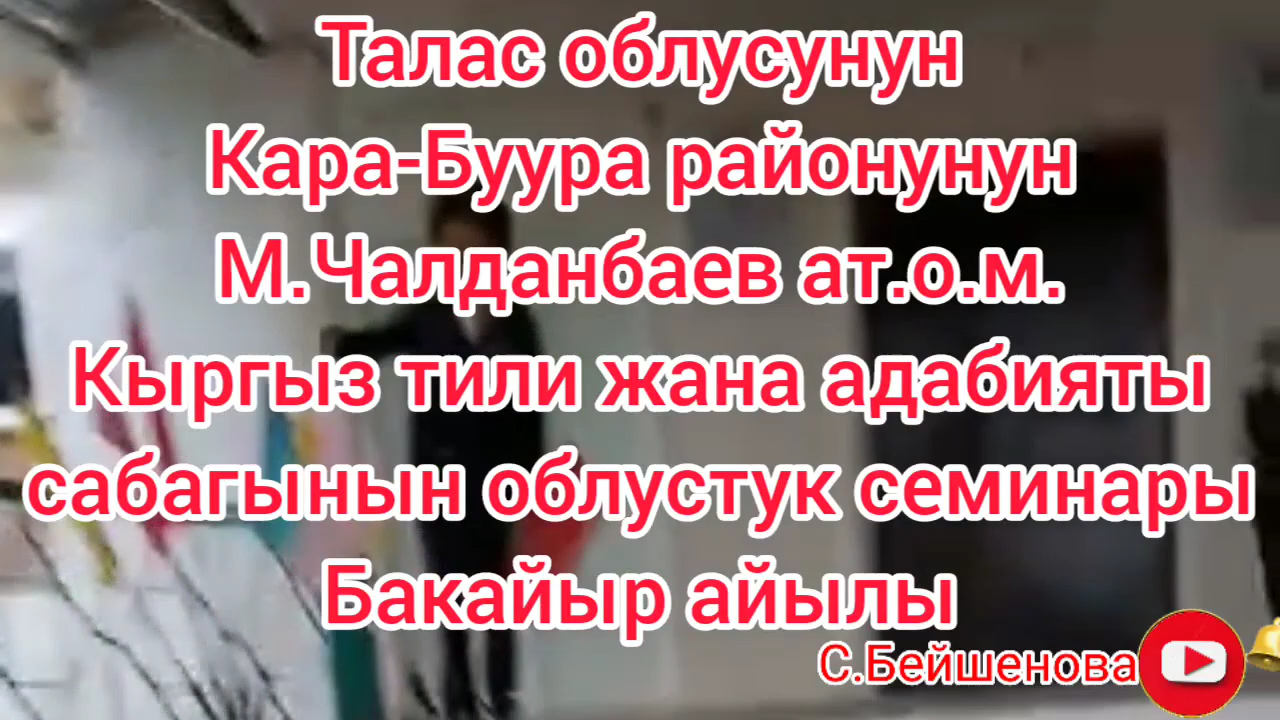 Талас облусунун
Кара-Буура районунун
М.Чалданбаев ат.о.м.
Кыргыз тили жана адабияты
сабагынын облустук семинары
Бакайыр айылы
С.Бейшенова